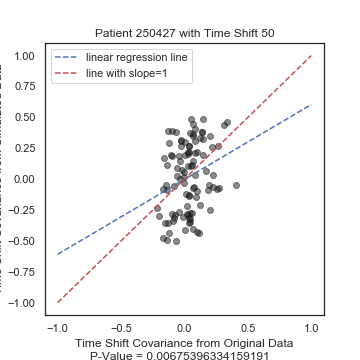 Patient 250427 with Time Shift 50
linear regression line
line with slope=1
1.00
0.75
0.50
0.25
0.00
−0.25
−0.50
−0.75
−1.00
−1.0
−0.5
0.0
0.5
1.0
Time Shift Covariance from Original Data
P-Value = 0.00675396334159191